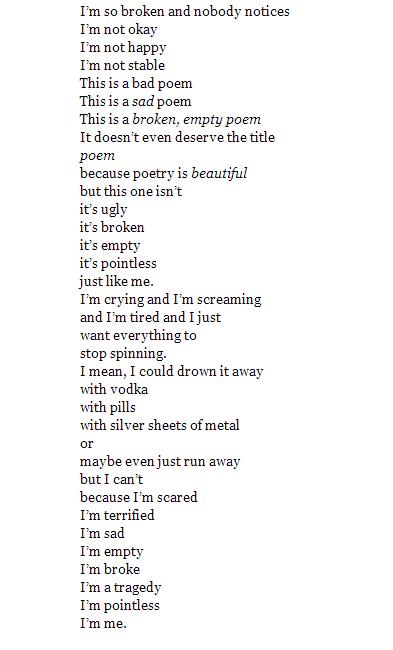 I'm so broken and nobody notices
I'm not okay
I'm not happy
I'm not stable
This is a bad poem
This is a sad poem
This is a broken, empty poem
It doesn't even deserve the title
poem
because poetry is beautiful
but this one isn't
it's ugly
it's broken
it's empty
it's pointless
just like me.
I'm crying and I'm screaming
and I'm tired and I just
want everything to
stop spinning.
I mean, I could drown it away
with vodka
with pills
with silver sheets of metal
or
maybe even just run away
but I can't
because I'm scared
I'm terrified
I'm sad
I'm empty
I'm broke
I'm a tragedy
I'm pointless
I'm me.